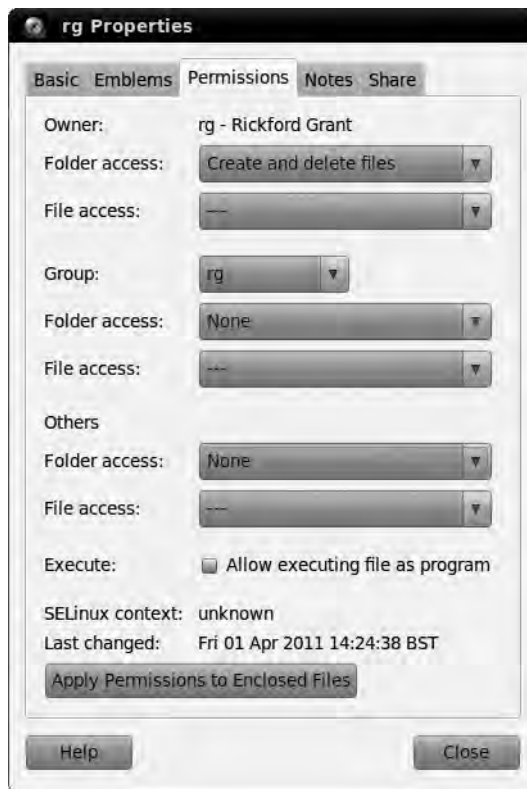 rg Properties
Basic Emblems Permissions Notes Share
Owner: rg - Rickford Grant
Folder access: Create and delete files
File access: ---
Group: rg
Folder access: None
File access: ---
Others
Folder access: None
File access: ---
Execute: Allow executing file as program
SELinux context: unknown
Last changed: Fri 01 Apr 2011 14:24:38 BST
Apply Permissions to Enclosed Files
Help Close